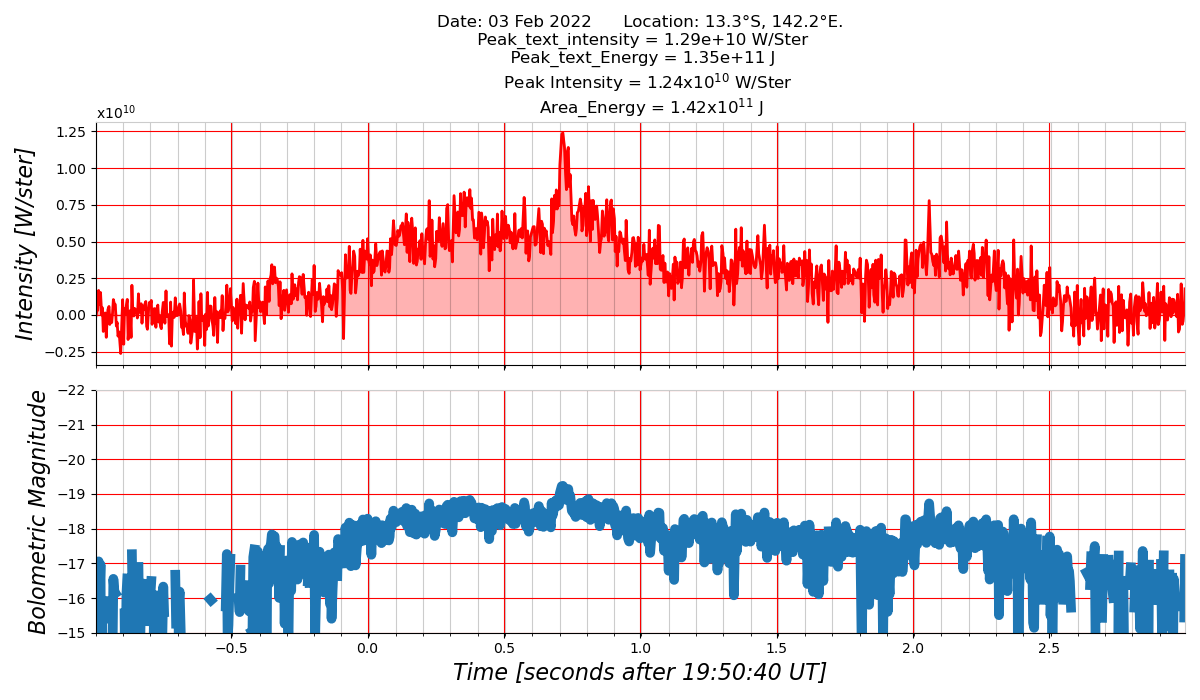 Date: 03 Feb 2022      Location: 13.3°S, 142.2°E.
Peak_text_intensity = 1.29e+10 W/Ster
Peak_text_Energy = 1.35e+11 J
Peak Intensity = 1.24x10¹⁰ W/Ster
Area_Energy = 1.42x10¹¹ J
x10¹⁰
1.25
1.00
0.75
0.50
0.25
0.00
−0.25
Intensity [W/ster]
−22
−21
−20
−19
−18
−17
−16
−15
Bolometric Magnitude
−0.5 0.0 0.5 1.0 1.5 2.0 2.5
Time [seconds after 19:50:40 UT]